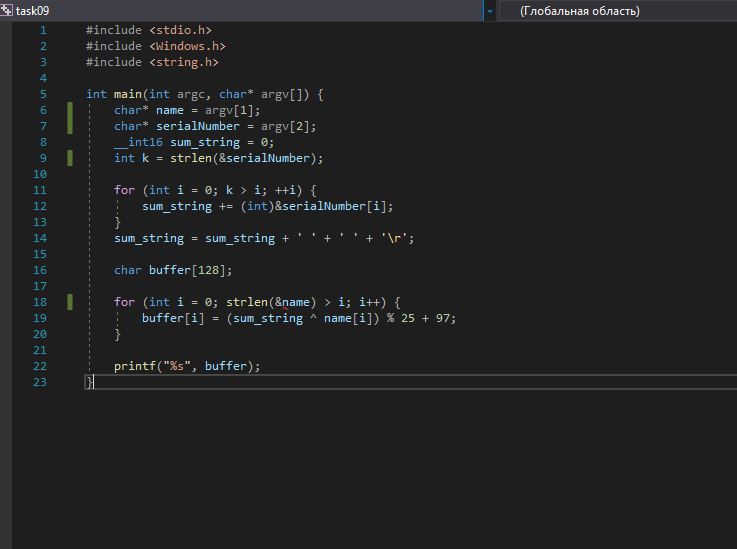 task09 (Глобальная область)
1 #include <stdio.h>
2 #include <Windows.h>
3 #include <string.h>
4
5 int main(int argc, char* argv[]) {
6 char* name = argv[1];
7 char* serialNumber = argv[2];
8 __int16 sum_string = 0;
9 int k = strlen(&serialNumber);
10
11 for (int i = 0; k > i; ++i) {
12 sum_string += (int)&serialNumber[i];
13 }
14 sum_string = sum_string + ' ' + ' ' + '\r';
15
16 char buffer[128];
17
18 for (int i = 0; strlen(&name) > i; i++) {
19 buffer[i] = (sum_string ^ name[i]) % 25 + 97;
20 }
21
22 printf("%s", buffer);
23 }